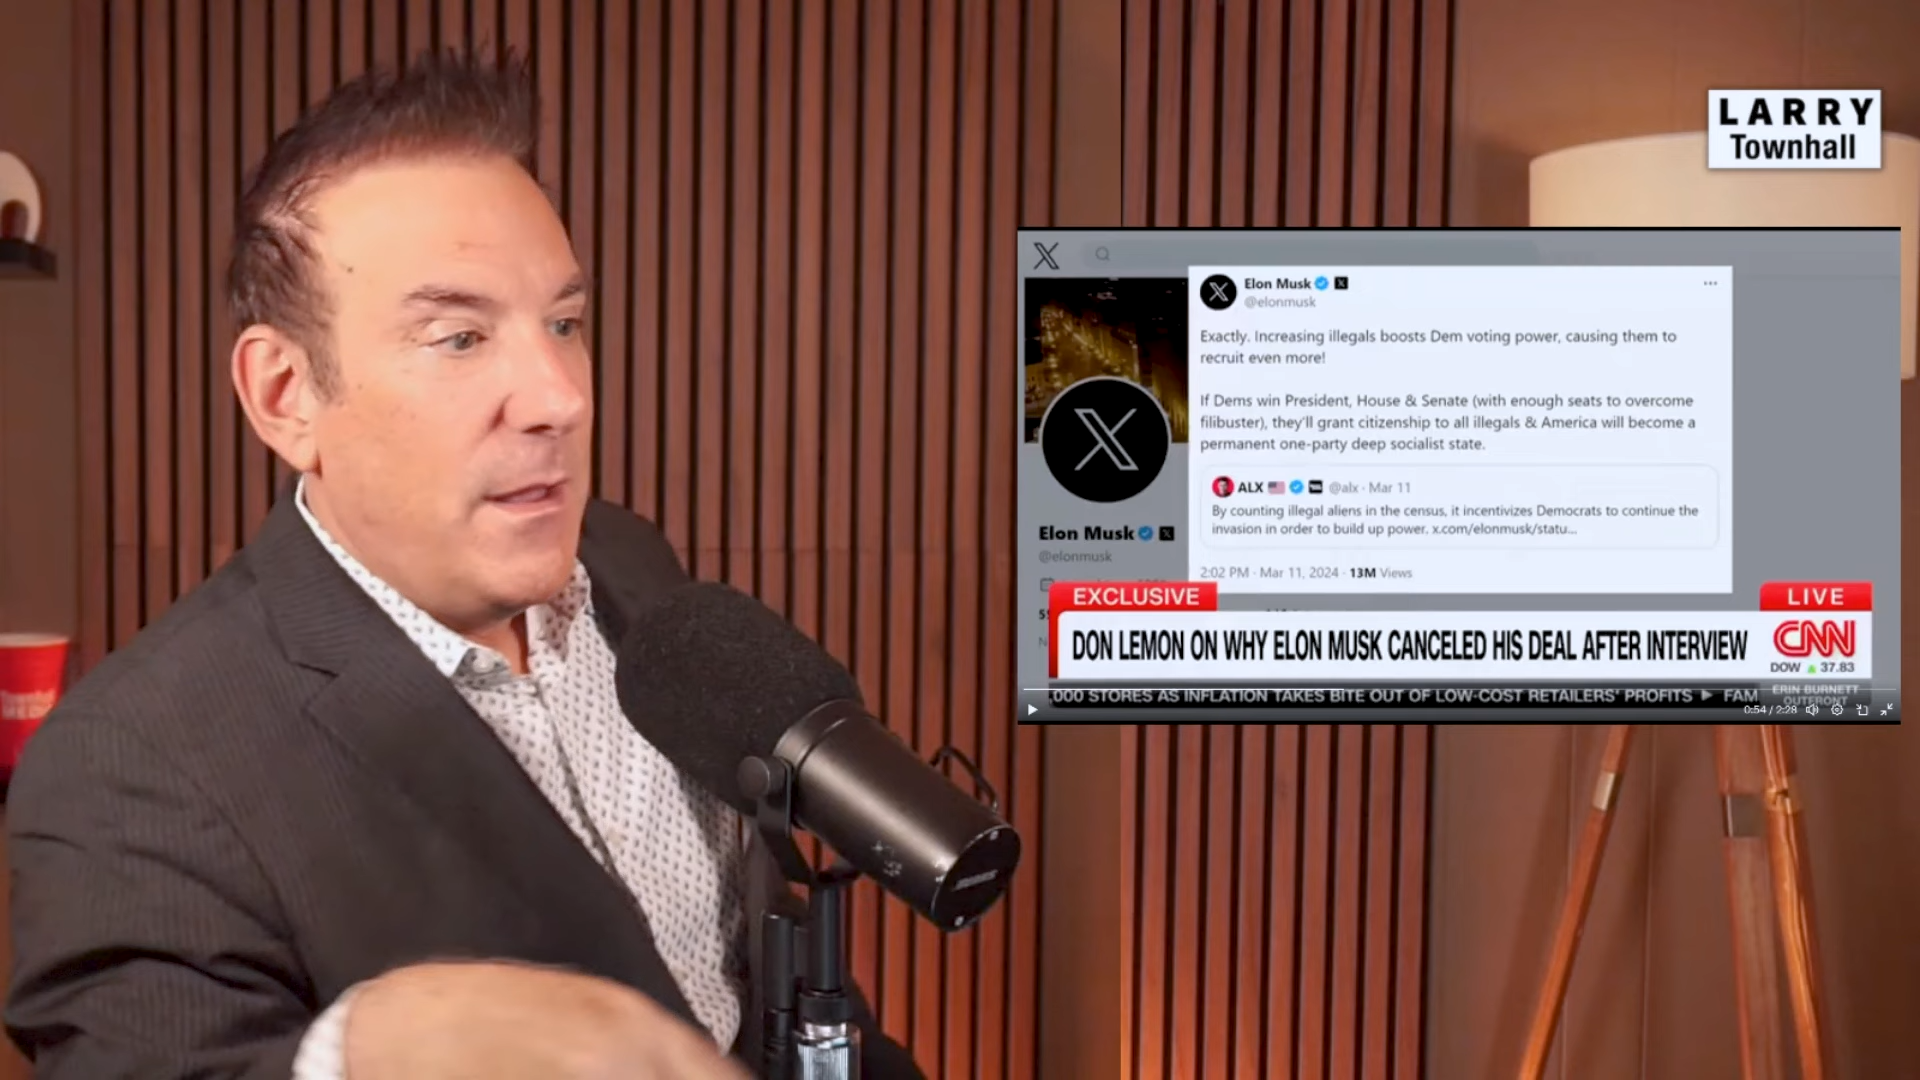 LARRY
Townhall
Elon Musk
@elonmusk
Exactly. Increasing illegals boosts Dem voting power, causing them to
recruit even more!
If Dems win President, House & Senate (with enough seats to overcome
filibuster), they'll grant citizenship to all illegals & America will become a
permanent one-party deep socialist state.
ALX @alx · Mar 11
By counting illegal aliens in the census, it incentivizes Democrats to continue the
invasion in order to build up power. x.com/elonmusk/statu...
2:02 PM · Mar 11, 2024 · 13M Views
Elon Musk
@elonmusk
EXCLUSIVE
LIVE
DON LEMON ON WHY ELON MUSK CANCELED HIS DEAL AFTER INTERVIEW
CNN
DOW ▲ 37.83
.000 STORES AS INFLATION TAKES BITE OUT OF LOW-COST RETAILERS' PROFITS ► FAM
ERIN BURNETT
OUTFRONT
0:54 / 2:28